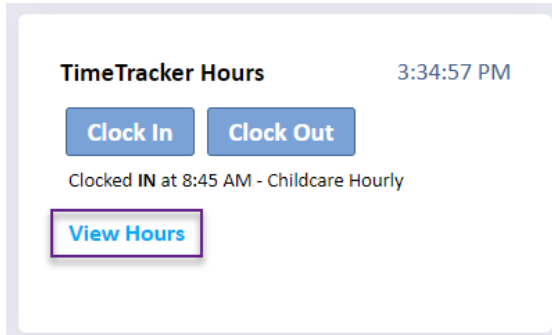 TimeTracker Hours 3:34:57 PM
Clock In Clock Out
Clocked IN at 8:45 AM - Childcare Hourly
View Hours